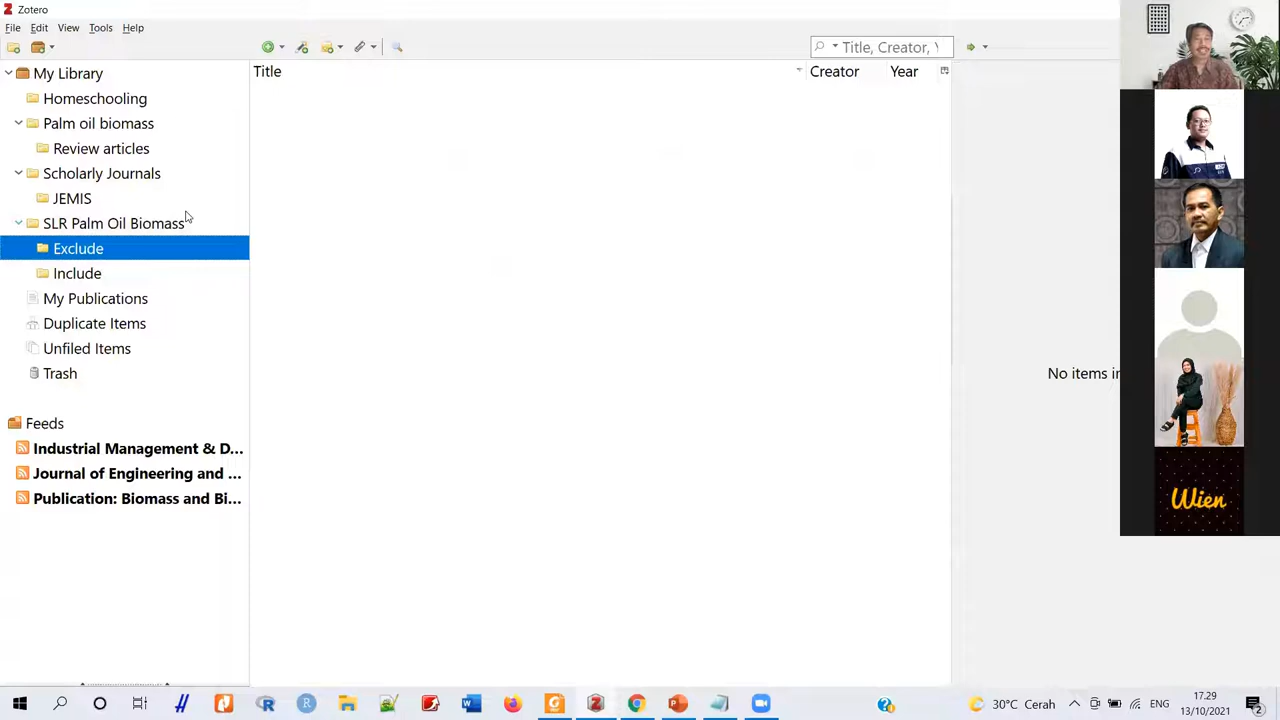 Zotero
File Edit View Tools Help
Title, Creator, Y
My Library
Homeschooling
Palm oil biomass
Review articles
Scholarly Journals
JEMIS
SLR Palm Oil Biomass
Exclude
Include
My Publications
Duplicate Items
Unfiled Items
Trash
Feeds
Industrial Management & D...
Journal of Engineering and ...
Publication: Biomass and Bi...
Title Creator Year
No items in
Wien
30°C Cerah
ENG
17.29
13/10/2021
2